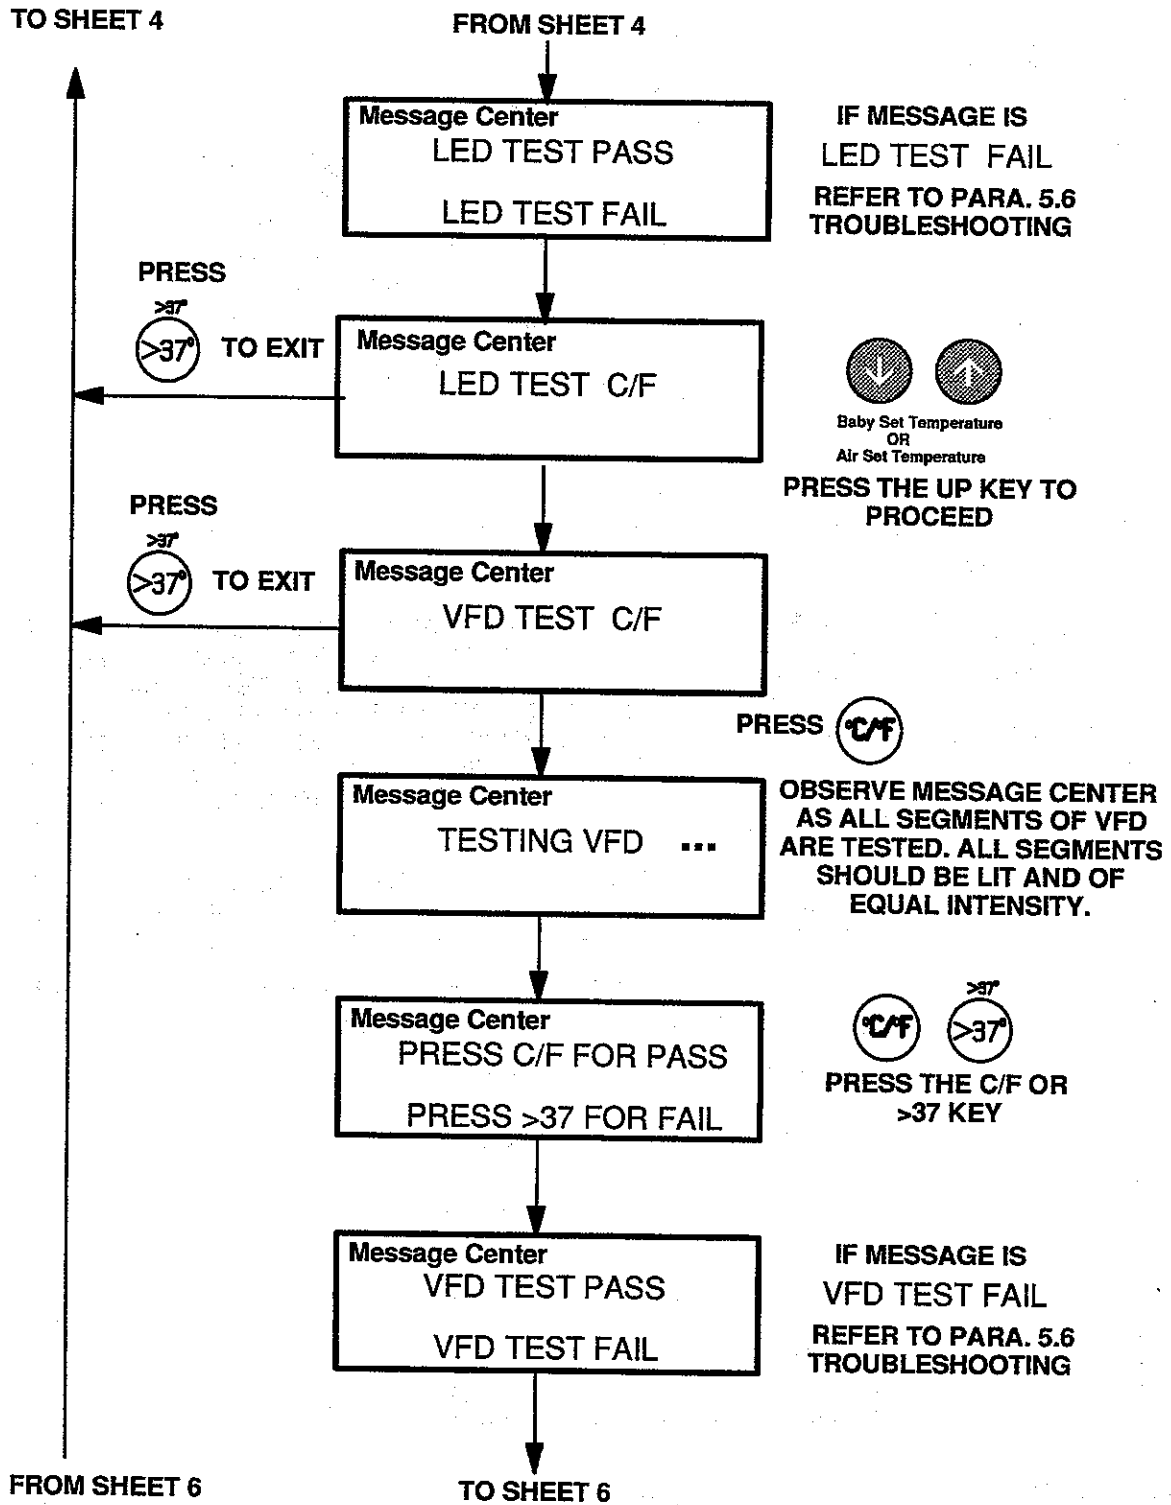 TO SHEET 4
FROM SHEET 4
Message Center
LED TEST PASS
LED TEST FAIL
IF MESSAGE IS
LED TEST FAIL
REFER TO PARA. 5.6
TROUBLESHOOTING
PRESS
>37°
>37°
TO EXIT
Message Center
LED TEST C/F
Baby Set Temperature
OR
Air Set Temperature
PRESS THE UP KEY TO
PROCEED
PRESS
>37°
>37°
TO EXIT
Message Center
VFD TEST C/F
PRESS °C/°F
Message Center
TESTING VFD ...
OBSERVE MESSAGE CENTER
AS ALL SEGMENTS OF VFD
ARE TESTED. ALL SEGMENTS
SHOULD BE LIT AND OF
EQUAL INTENSITY.
Message Center
PRESS C/F FOR PASS
PRESS >37 FOR FAIL
>37°
°C/°F >37°
PRESS THE C/F OR
>37 KEY
Message Center
VFD TEST PASS
VFD TEST FAIL
IF MESSAGE IS
VFD TEST FAIL
REFER TO PARA. 5.6
TROUBLESHOOTING
FROM SHEET 6
TO SHEET 6